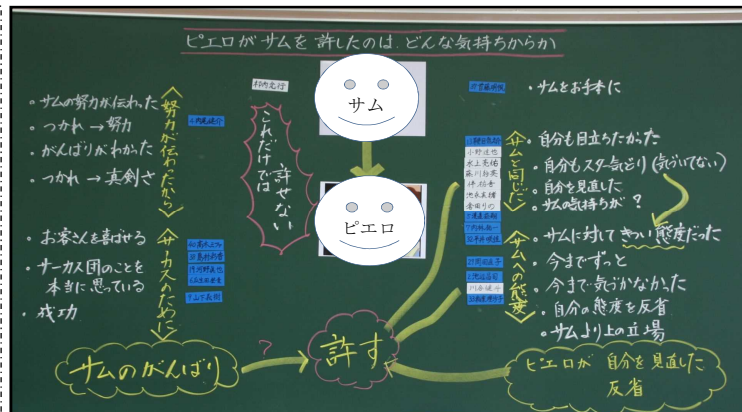 ピエロがサムを許したのは、どんな気持ちからか
サム
ピエロ
・サムの努力が伝わった
・つかれ→努力
・がんばりがわかった
・つかれ→真剣さ
〈努力が伝わったから〉
・お客さんを喜ばせる
・サーカス団のことを
本当に思っている
・成功
〈サーカスのために〉
サムのがんばり
?
これだけでは
許せない
許す
・サムをお手本に
〈サムと同じだ〉
・自分も目立ちたかった
・自分もスター気どり(気づいてない)
・自分を見直した
・サムの気持ちが?
〈サムへの態度〉
・サムに対してきつい態度だった
・今までずっと
・今まで気づかなかった
・自分の態度を反省
・サムより上の立場
ピエロが自分を見直した
反省